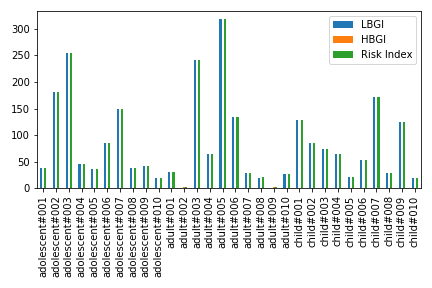 300
250
200
150
100
50
0
LBGI
HBGI
Risk Index
adolescent#001
adolescent#002
adolescent#003
adolescent#004
adolescent#005
adolescent#006
adolescent#007
adolescent#008
adolescent#009
adolescent#010
adult#001
adult#002
adult#003
adult#004
adult#005
adult#006
adult#007
adult#008
adult#009
adult#010
child#001
child#002
child#003
child#004
child#005
child#006
child#007
child#008
child#009
child#010